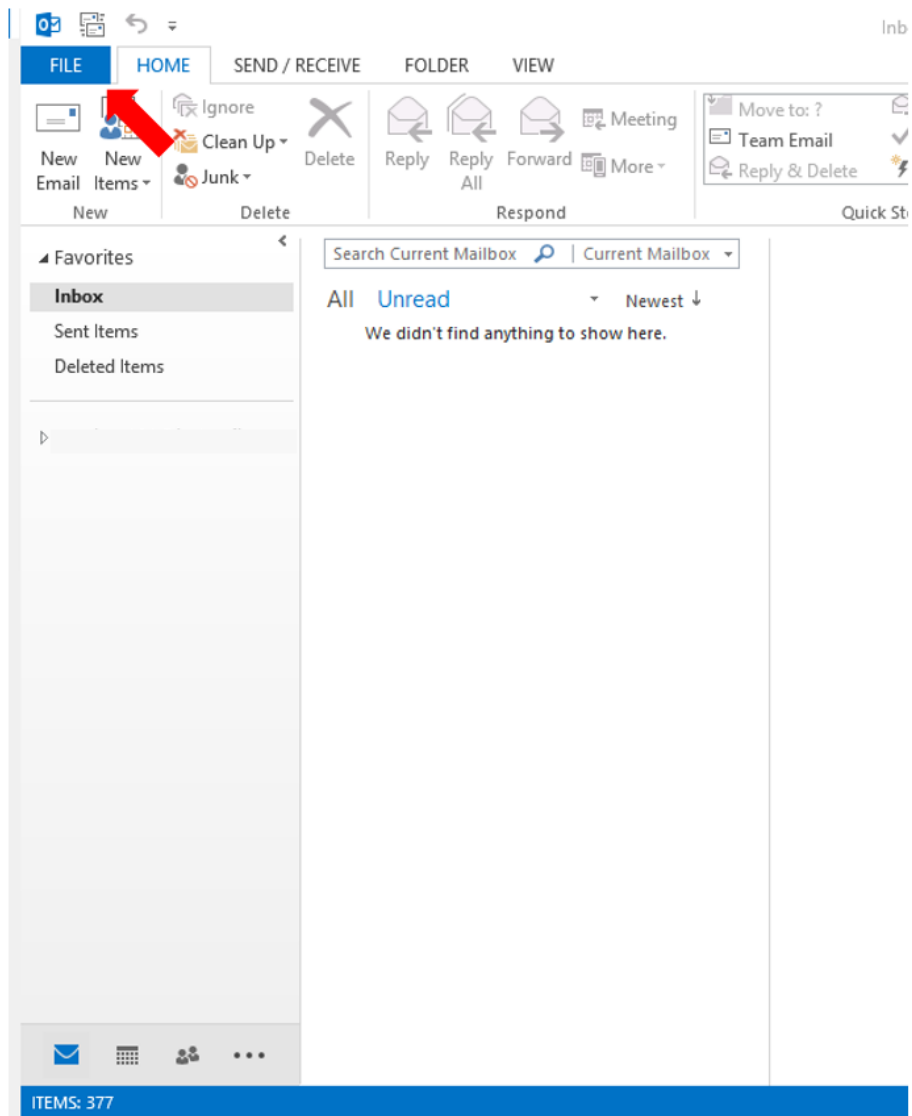 Inb
FILE HOME SEND / RECEIVE FOLDER VIEW
Ignore
Clean Up
Junk
New Email
New Items
Delete
Reply
Reply All
Forward
Meeting
More
Move to: ?
Team Email
Reply & Delete
New
Delete
Respond
Quick St
Favorites
Inbox
Sent Items
Deleted Items
Search Current Mailbox
Current Mailbox
All Unread Newest
We didn't find anything to show here.
ITEMS: 377